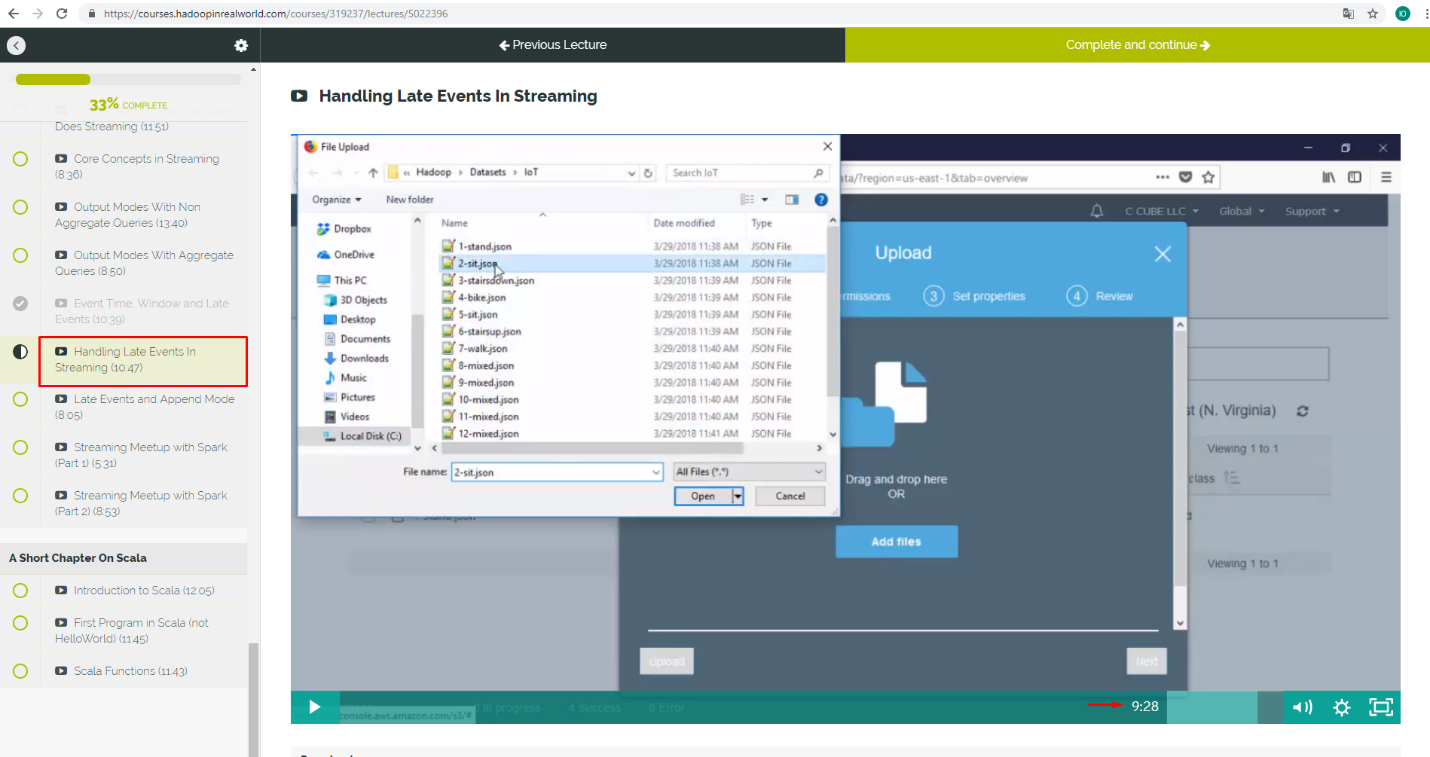 https://courses.hadoopinrealworld.com/courses/319237/lectures/5022396
Previous Lecture
Complete and continue
33% COMPLETE
Does Streaming (11:51)
Core Concepts in Streaming
(8:36)
Output Modes With Non
Aggregate Queries (13:40)
Output Modes With Aggregate
Queries (8:50)
Event Time, Window and Late
Events (10:39)
Handling Late Events In
Streaming (10:47)
Late Events and Append Mode
(8:05)
Streaming Meetup with Spark
(Part 1) (5:31)
Streaming Meetup with Spark
(Part 2) (8:53)
A Short Chapter On Scala
Introduction to Scala (12:05)
First Program in Scala (not
HelloWorld) (11:45)
Scala Functions (11:43)
Handling Late Events In Streaming
File Upload
« Hadoop > Datasets > IoT
Search IoT
Organize
New folder
Dropbox
OneDrive
This PC
3D Objects
Desktop
Documents
Downloads
Music
Pictures
Videos
Local Disk (C:)
Name Date modified Type
1-stand.json 3/29/2018 11:38 AM JSON File
2-sit.json 3/29/2018 11:38 AM JSON File
3-stairsdown.json 3/29/2018 11:39 AM JSON File
4-bike.json 3/29/2018 11:39 AM JSON File
5-sit.json 3/29/2018 11:39 AM JSON File
6-stairsup.json 3/29/2018 11:39 AM JSON File
7-walk.json 3/29/2018 11:40 AM JSON File
8-mixed.json 3/29/2018 11:40 AM JSON File
9-mixed.json 3/29/2018 11:40 AM JSON File
10-mixed.json 3/29/2018 11:40 AM JSON File
11-mixed.json 3/29/2018 11:40 AM JSON File
12-mixed.json 3/29/2018 11:41 AM JSON File
File name: 2-sit.json
All Files (*.*)
Open
Cancel
ata/?region=us-east-1&tab=overview
C CUBE LLC Global Support
Upload
rmissions 3 Set properties 4 Review
st (N. Virginia)
Viewing 1 to 1
class
Drag and drop here
OR
Add files
Viewing 1 to 1
Upload
Next
in progress 4 Success 0 Error
console.aws.amazon.com/s3/#
9:28